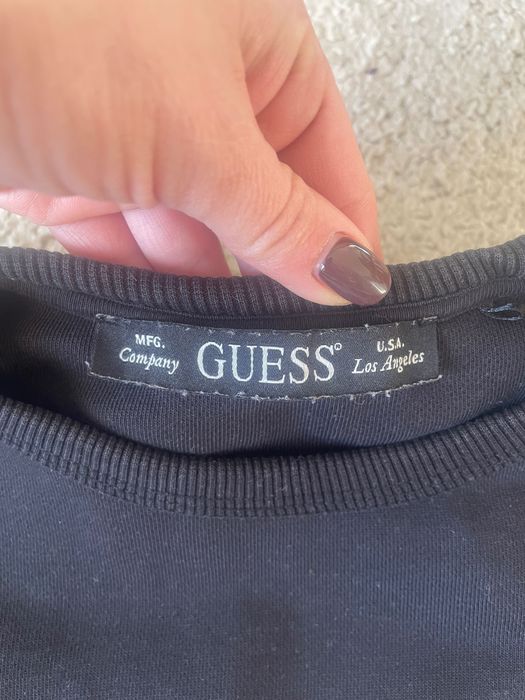 MFG.
Company
GUESS®
U.S.A.
Los Angeles